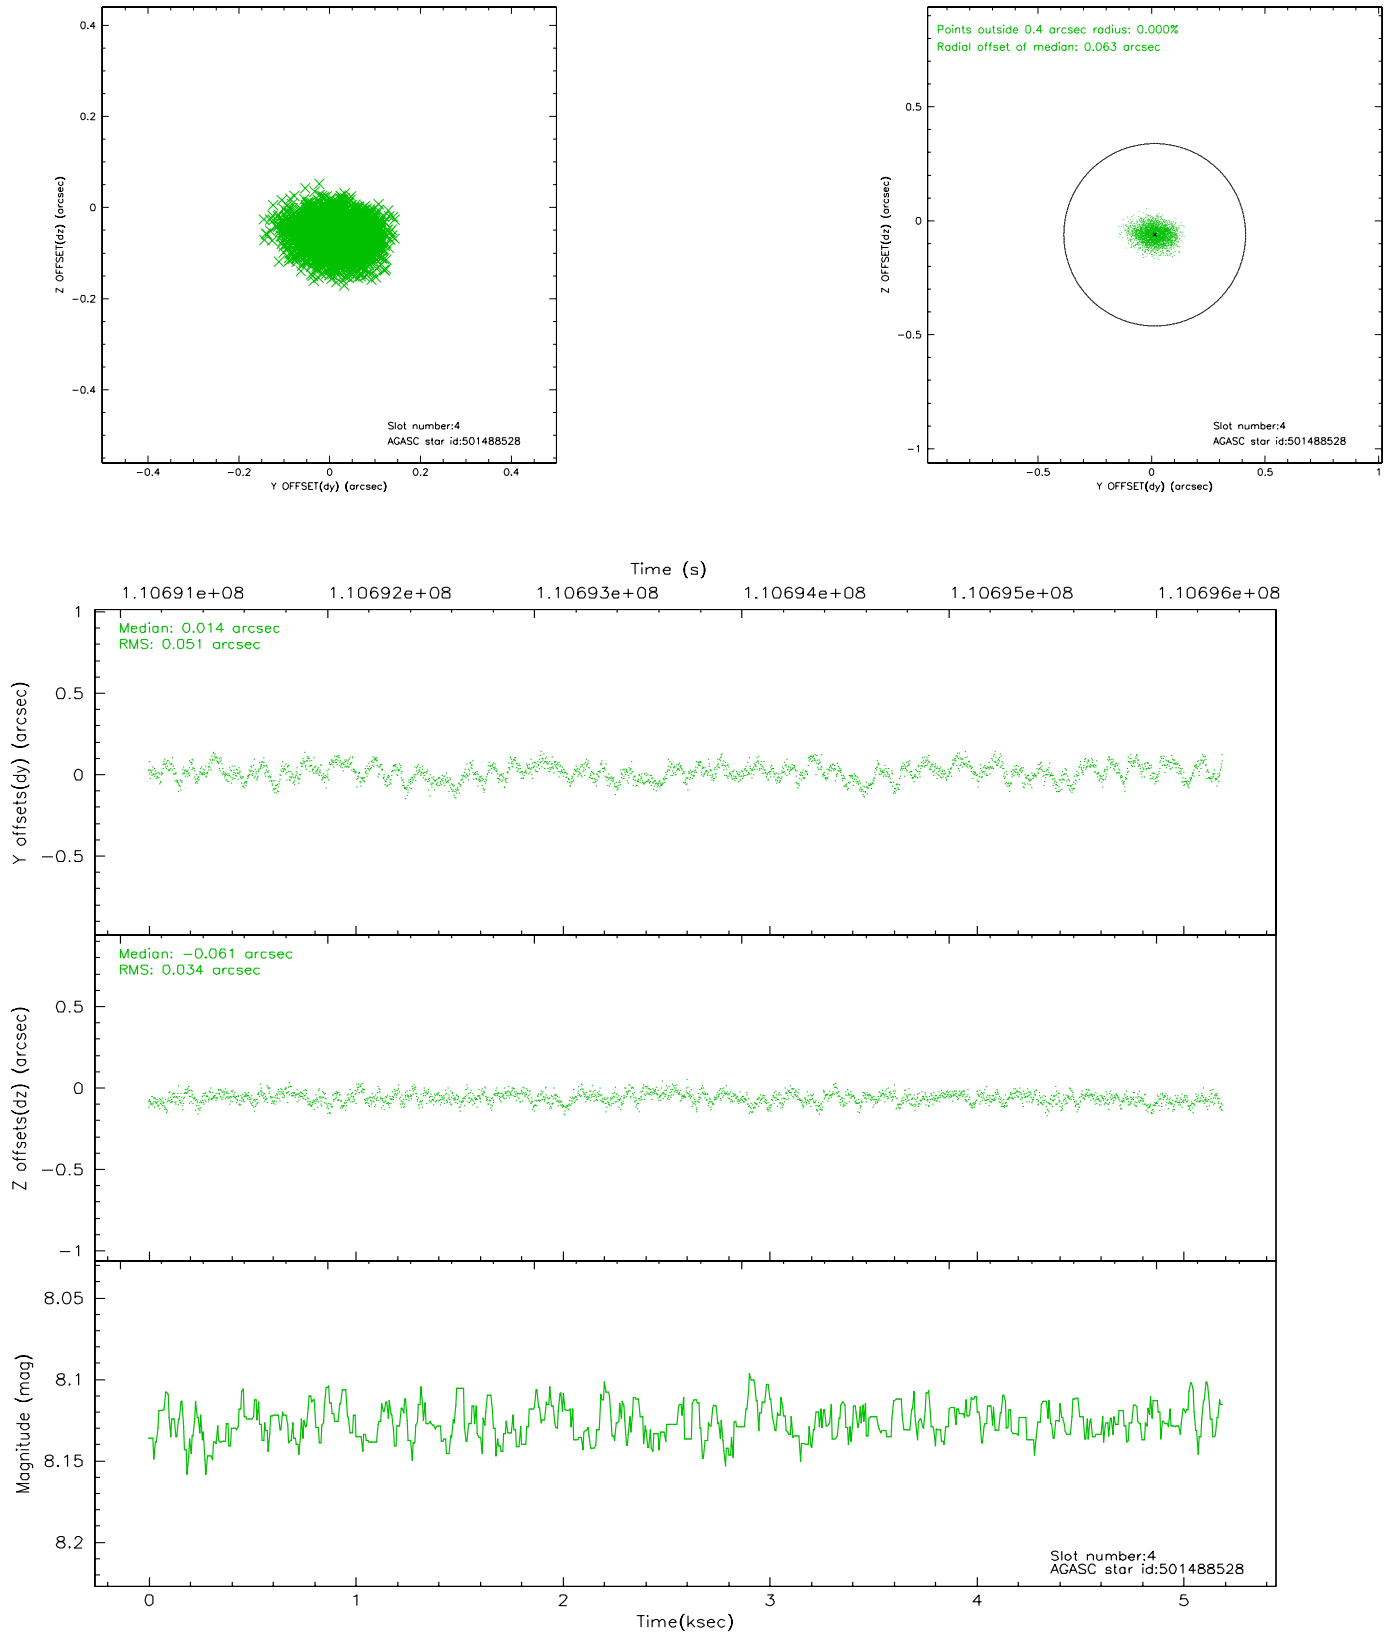 0.4
0.2
0
−0.2
−0.4
Z OFFSET(dz) (arcsec)
−0.4 −0.2 0 0.2 0.4
Y OFFSET(dy) (arcsec)
Slot number:4
AGASC star id:501488528
Points outside 0.4 arcsec radius: 0.000%
Radial offset of median: 0.063 arcsec
0.5
0
−0.5
−1
Z OFFSET(dz) (arcsec)
−0.5 0 0.5 1
Y OFFSET(dy) (arcsec)
Slot number:4
AGASC star id:501488528
Time (s)
1.10691e+08 1.10692e+08 1.10693e+08 1.10694e+08 1.10695e+08 1.10696e+08
Median: 0.014 arcsec
RMS: 0.051 arcsec
1
0.5
0
−0.5
Y offsets(dy) (arcsec)
Median: −0.061 arcsec
RMS: 0.034 arcsec
0.5
0
−0.5
−1
Z offsets(dz) (arcsec)
8.05
8.1
8.15
8.2
Magnitude (mag)
Slot number:4
AGASC star id:501488528
0 1 2 3 4 5
Time(ksec)